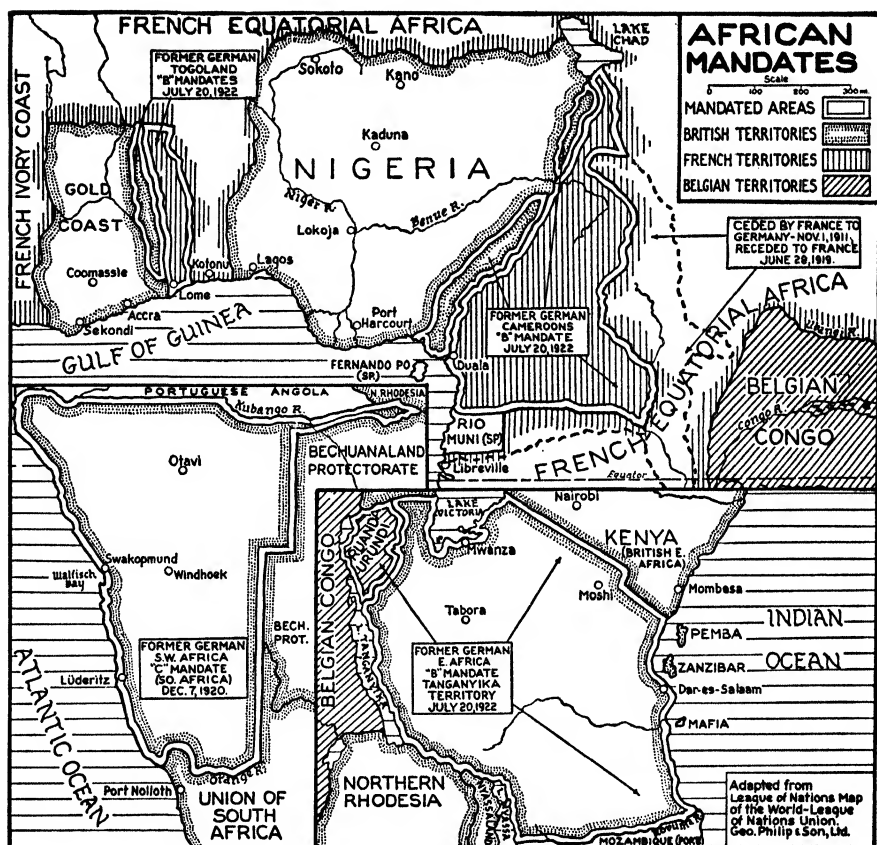 AFRICAN
MANDATES
Scale
0 100 200 300 mi.
MANDATED AREAS
BRITISH TERRITORIES
FRENCH TERRITORIES
BELGIAN TERRITORIES
FRENCH EQUATORIAL AFRICA
LAKE
CHAD
FORMER GERMAN
TOGOLAND
"B" MANDATES
JULY 20, 1922
FRENCH IVORY COAST
GOLD
COAST
Coomassie
Accra
Sekondi
Lome
Kotonu
Lagos
Sokoto
Kano
Kaduna
NIGERIA
Niger R.
Benue R.
Lokoja
Port
Harcourt
GULF OF GUINEA
FERNANDO PO
(SP.)
Duala
FORMER GERMAN
CAMEROONS
"B" MANDATE
JULY 20, 1922
CEDED BY FRANCE TO
GERMANY-NOV. 1, 1911,
RECEDED TO FRANCE
JUNE 28, 1919.
FRENCH EQUATORIAL AFRICA
RIO
MUNI (SP)
Libreville
Equator
Ubangi R.
BELGIAN
CONGO
Congo R.
PORTUGUESE ANGOLA
N. RHODESIA
Kubango R.
BECHUANALAND
PROTECTORATE
Otavi
Swakopmund
Walfisch
Bay
Windhoek
BECH.
PROT.
FORMER GERMAN
S.W. AFRICA
"C" MANDATE
(SO. AFRICA)
DEC. 7, 1920.
Lüderitz
ATLANTIC OCEAN
Port Nolloth
Orange R.
UNION OF
SOUTH
AFRICA
BELGIAN CONGO
RUANDA
URUNDI
LAKE
VICTORIA
Mwanza
Nairobi
KENYA
(BRITISH E.
AFRICA)
Moshi
Mombasa
Tabora
L. TANGANYIKA
FORMER GERMAN
E. AFRICA
"B" MANDATE
TANGANYIKA
TERRITORY
JULY 20, 1922
INDIAN
OCEAN
PEMBA
ZANZIBAR
Dar-es-Salaam
MAFIA
NORTHERN
RHODESIA
NYASSALAND
L. NYASSA
Rovuma R.
MOZAMBIQUE (PORT.)
Adapted from
League of Nations Map
of the World-League
of Nations Union.
Geo. Philip & Son, Ltd.